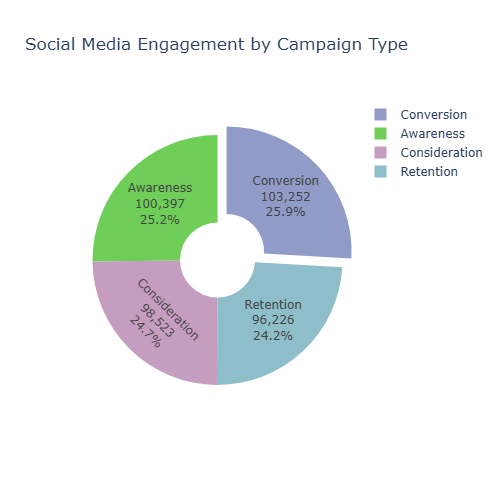 Social Media Engagement by Campaign Type
Conversion
Awareness
Consideration
Retention
Conversion
103,252
25.9%
Awareness
100,397
25.2%
Consideration
98,523
24.7%
Retention
96,226
24.2%